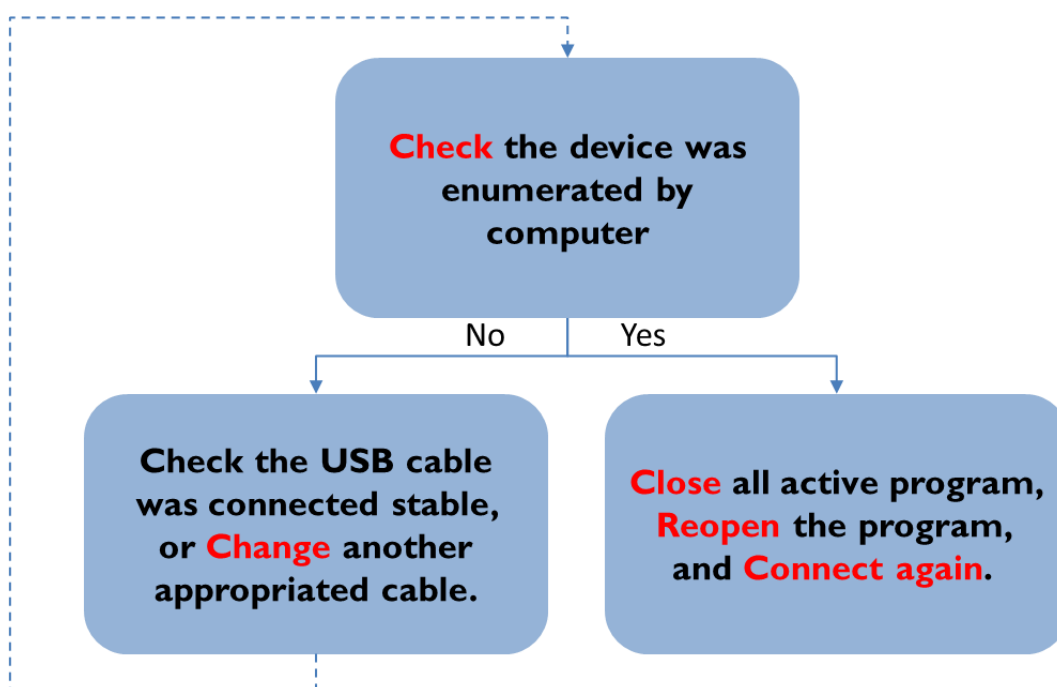 Check the device was
enumerated by
computer
No
Yes
Check the USB cable
was connected stable,
or Change another
appropriated cable.
Close all active program,
Reopen the program,
and Connect again.